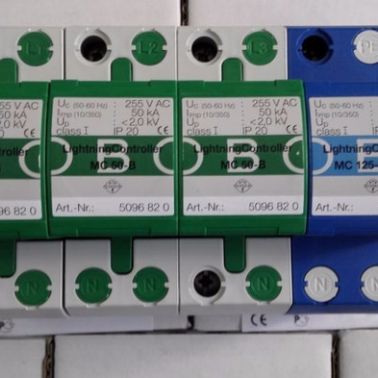 L1 L2 L3 PE
255 V AC
50 kA
<2.0 kV
Uc (50-60 Hz) : 255 V AC
Iimp (10/350) : 50 kA
Up : <2.0 kV
class I IP 20
LightningController
MC 50-B
Art.-Nr.: 5096 82 0
Uc (50-60 Hz) : 255 V AC
Iimp (10/350) : 50 kA
Up : <2.0 kV
class I IP 20
LightningController
MC 50-B
Art.-Nr.: 5096 82 0
Uc (50-60 Hz)
Iimp (10/350)
Up
class I
LightningCo
MC 125-
Art.-Nr.:
96 82 0
N N N N N N
CE